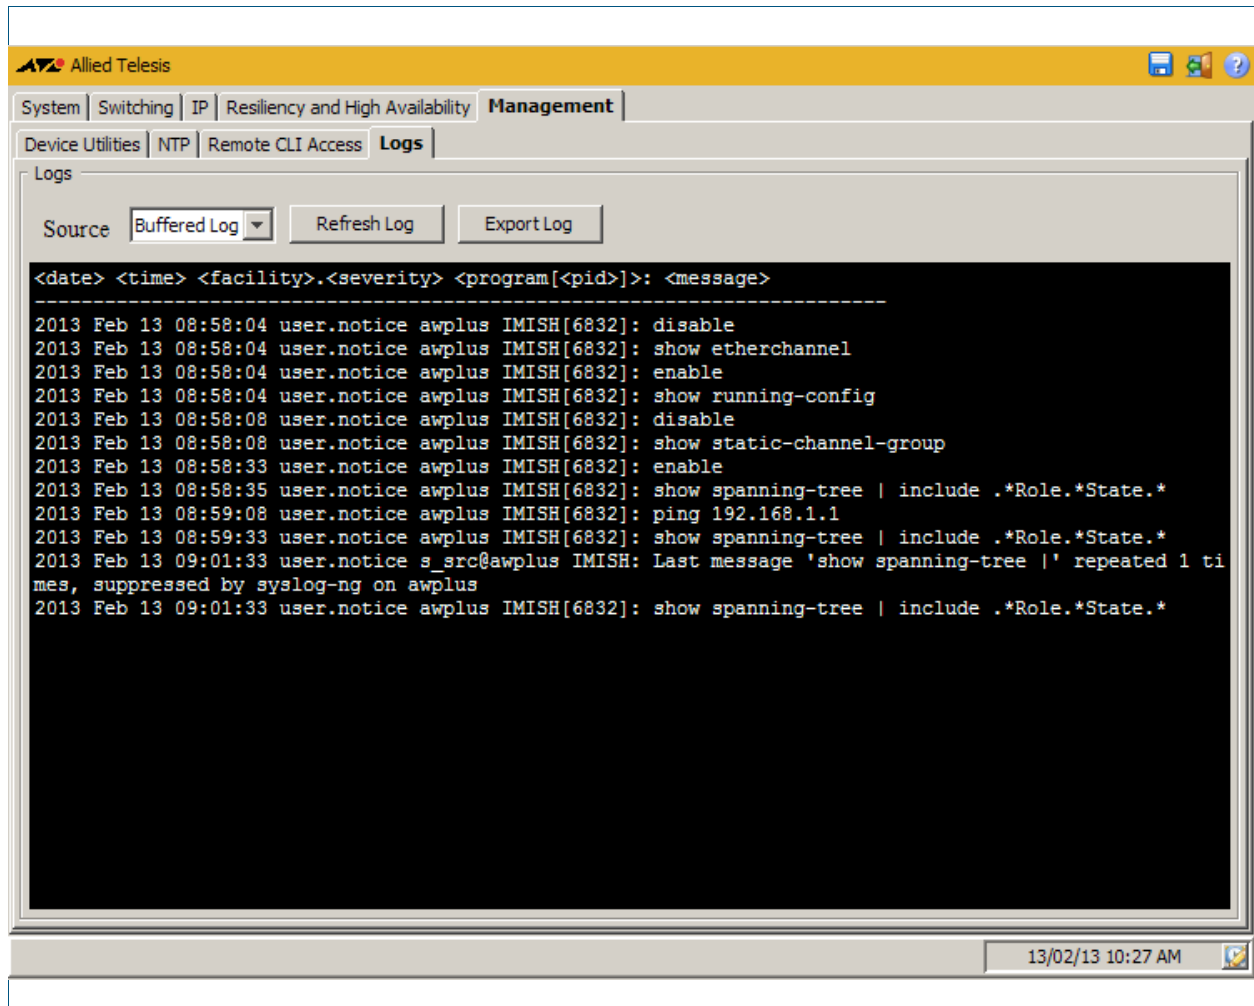 Allied Telesis
System Switching IP Resiliency and High Availability Management
Device Utilities NTP Remote CLI Access Logs
Logs
Source Buffered Log Refresh Log Export Log
<date> <time> <facility>.<severity> <program[<pid>]>: <message>
-------------------------------------------------------------------------
2013 Feb 13 08:58:04 user.notice awplus IMISH[6832]: disable
2013 Feb 13 08:58:04 user.notice awplus IMISH[6832]: show etherchannel
2013 Feb 13 08:58:04 user.notice awplus IMISH[6832]: enable
2013 Feb 13 08:58:04 user.notice awplus IMISH[6832]: show running-config
2013 Feb 13 08:58:08 user.notice awplus IMISH[6832]: disable
2013 Feb 13 08:58:08 user.notice awplus IMISH[6832]: show static-channel-group
2013 Feb 13 08:58:33 user.notice awplus IMISH[6832]: enable
2013 Feb 13 08:58:35 user.notice awplus IMISH[6832]: show spanning-tree | include .*Role.*State.*
2013 Feb 13 08:59:08 user.notice awplus IMISH[6832]: ping 192.168.1.1
2013 Feb 13 08:59:33 user.notice awplus IMISH[6832]: show spanning-tree | include .*Role.*State.*
2013 Feb 13 09:01:33 user.notice s_src@awplus IMISH: Last message 'show spanning-tree |' repeated 1 ti
mes, suppressed by syslog-ng on awplus
2013 Feb 13 09:01:33 user.notice awplus IMISH[6832]: show spanning-tree | include .*Role.*State.*
13/02/13 10:27 AM